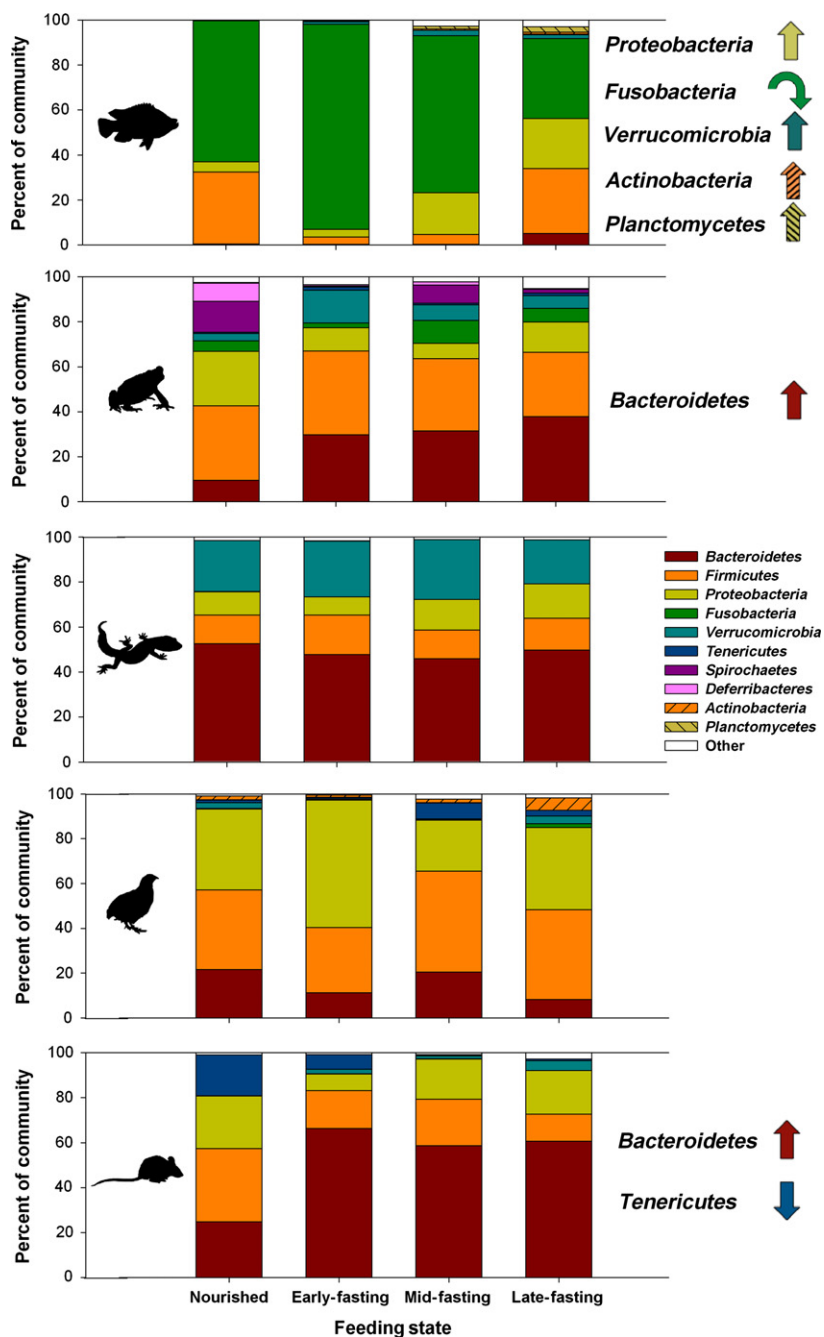 Percent of community
100
80
60
40
20
0
Proteobacteria
Fusobacteria
Verrucomicrobia
Actinobacteria
Planctomycetes
Percent of community
100
80
60
40
20
0
Bacteroidetes
Percent of community
100
80
60
40
20
0
Bacteroidetes
Firmicutes
Proteobacteria
Fusobacteria
Verrucomicrobia
Tenericutes
Spirochaetes
Deferribacteres
Actinobacteria
Planctomycetes
Other
Percent of community
100
80
60
40
20
0
Percent of community
100
80
60
40
20
0
Bacteroidetes
Tenericutes
Nourished Early-fasting Mid-fasting Late-fasting
Feeding state